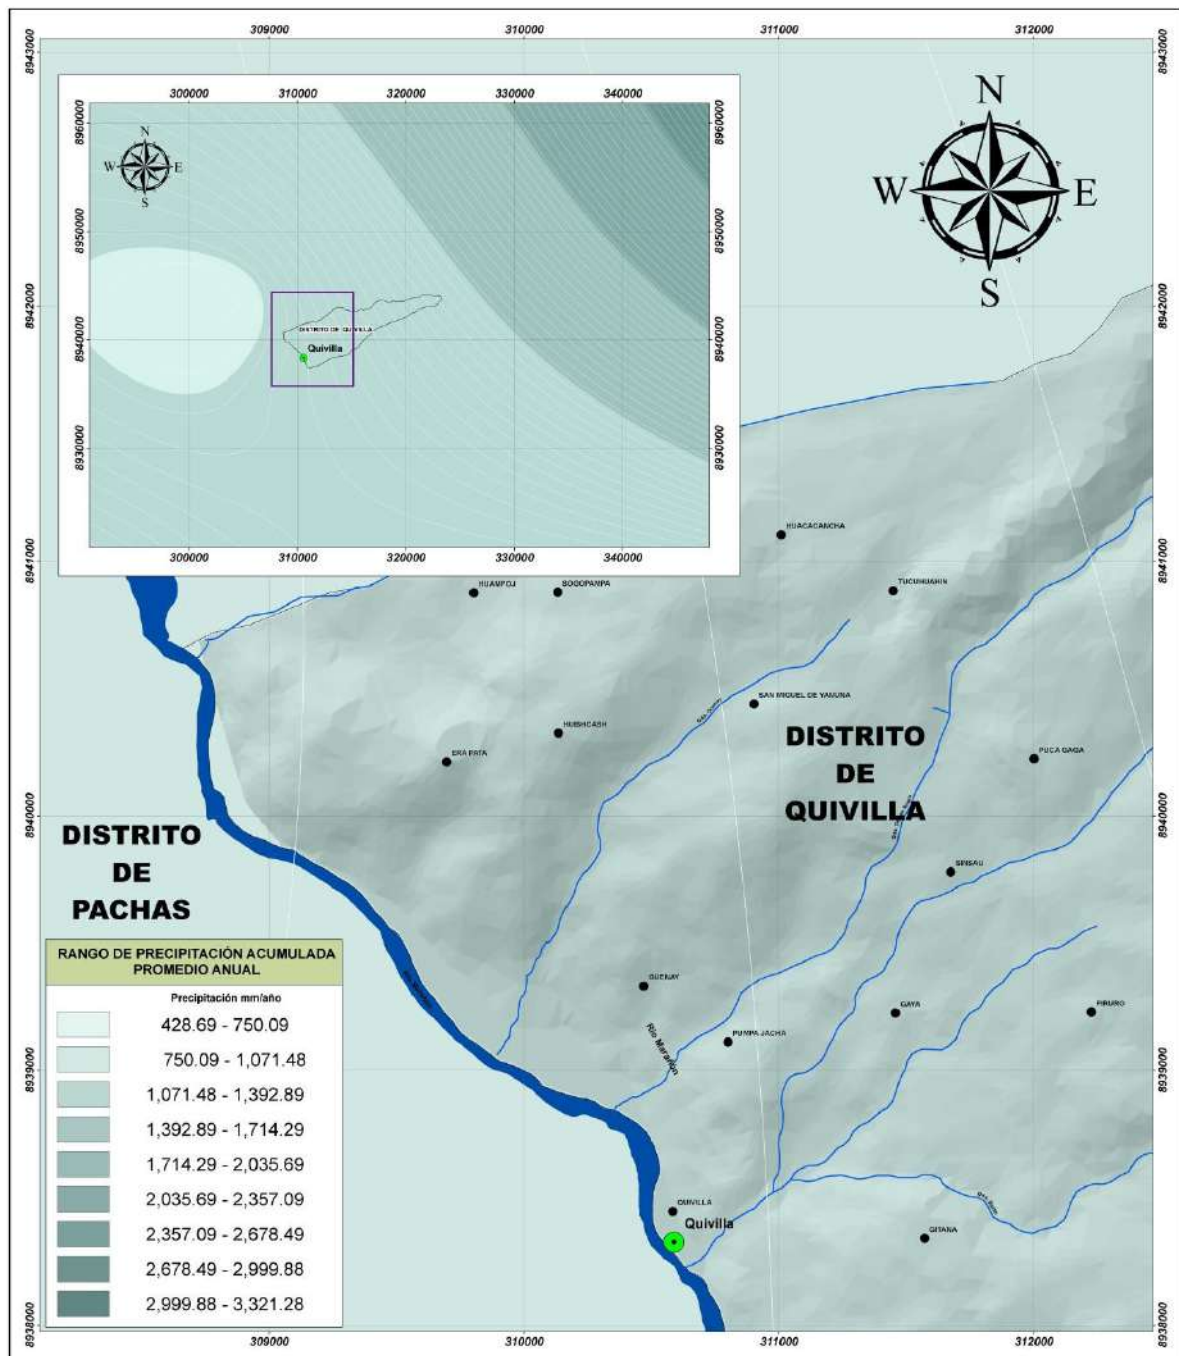 309000 310000 311000 312000
8943000 8943000
N
W E
S
300000 310000 320000 330000 340000
8960000 8960000
N
W E
S
8950000 8950000
8942000 8942000
8940000 8940000
DISTRITO DE QUIVILLA
Quivilla
8930000 8930000
300000 310000 320000 330000 340000
HUACACANCHA
8941000 8941000
TUCUHUAHIN
SOGOPAMPA
SAN MIGUEL DE YANUNA
HUISHCASH
ERA PATA
DISTRITO
DE
QUIVILLA
PUCA GAGA
8940000 8940000
DISTRITO
DE
PACHAS
SINSAU
RANGO DE PRECIPITACIÓN ACUMULADA
PROMEDIO ANUAL
Precipitación mm/año
428.69 - 750.09
750.09 - 1,071.48
1,071.48 - 1,392.89
1,392.89 - 1,714.29
1,714.29 - 2,035.69
2,035.69 - 2,357.09
2,357.09 - 2,678.49
2,678.49 - 2,999.88
2,999.88 - 3,321.28
GUENAY
GAYA
PIRURO
PUMPA JACHA
Río Marañón
8939000 8939000
QUIVILLA
Quivilla
GITANA
8938000 8938000
309000 310000 311000 312000